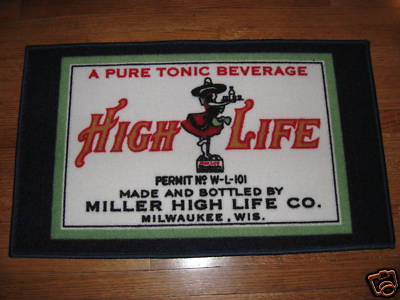 A PURE TONIC BEVERAGE
HIGH LIFE
PERMIT Nº W-L-101
MADE AND BOTTLED BY
MILLER HIGH LIFE CO.
MILWAUKEE, WIS.